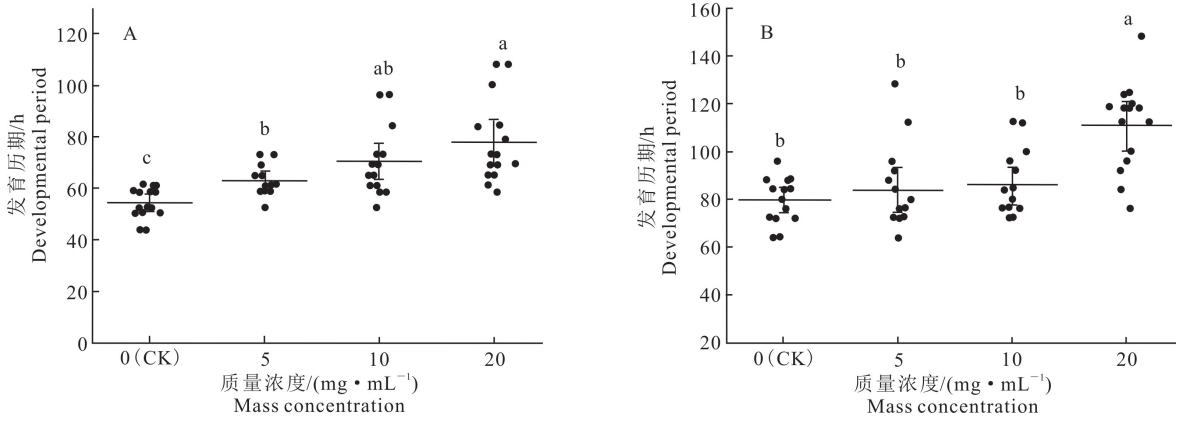 A
发育历期/h
Developmental period
120
100
80
60
40
20
0
c
b
ab
a
0(CK)
5
10
20
质量浓度/(mg·mL⁻¹)
Mass concentration
B
发育历期/h
Developmental period
160
140
120
100
80
60
40
20
b
b
b
a
0(CK)
5
10
20
质量浓度/(mg·mL⁻¹)
Mass concentration